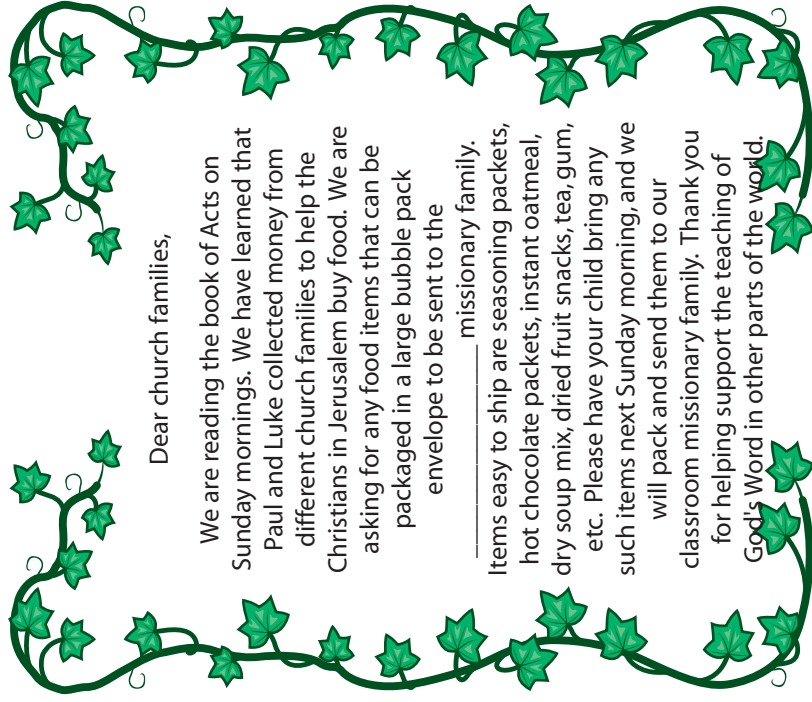 Dear church families,
We are reading the book of Acts on
Sunday mornings. We have learned that
Paul and Luke collected money from
different church families to help the
Christians in Jerusalem buy food. We are
asking for any food items that can be
packaged in a large bubble pack
envelope to be sent to the
____________________ missionary family.
Items easy to ship are seasoning packets,
hot chocolate packets, instant oatmeal,
dry soup mix, dried fruit snacks, tea, gum,
etc. Please have your child bring any
such items next Sunday morning, and we
will pack and send them to our
classroom missionary family. Thank you
for helping support the teaching of
God's Word in other parts of the world.